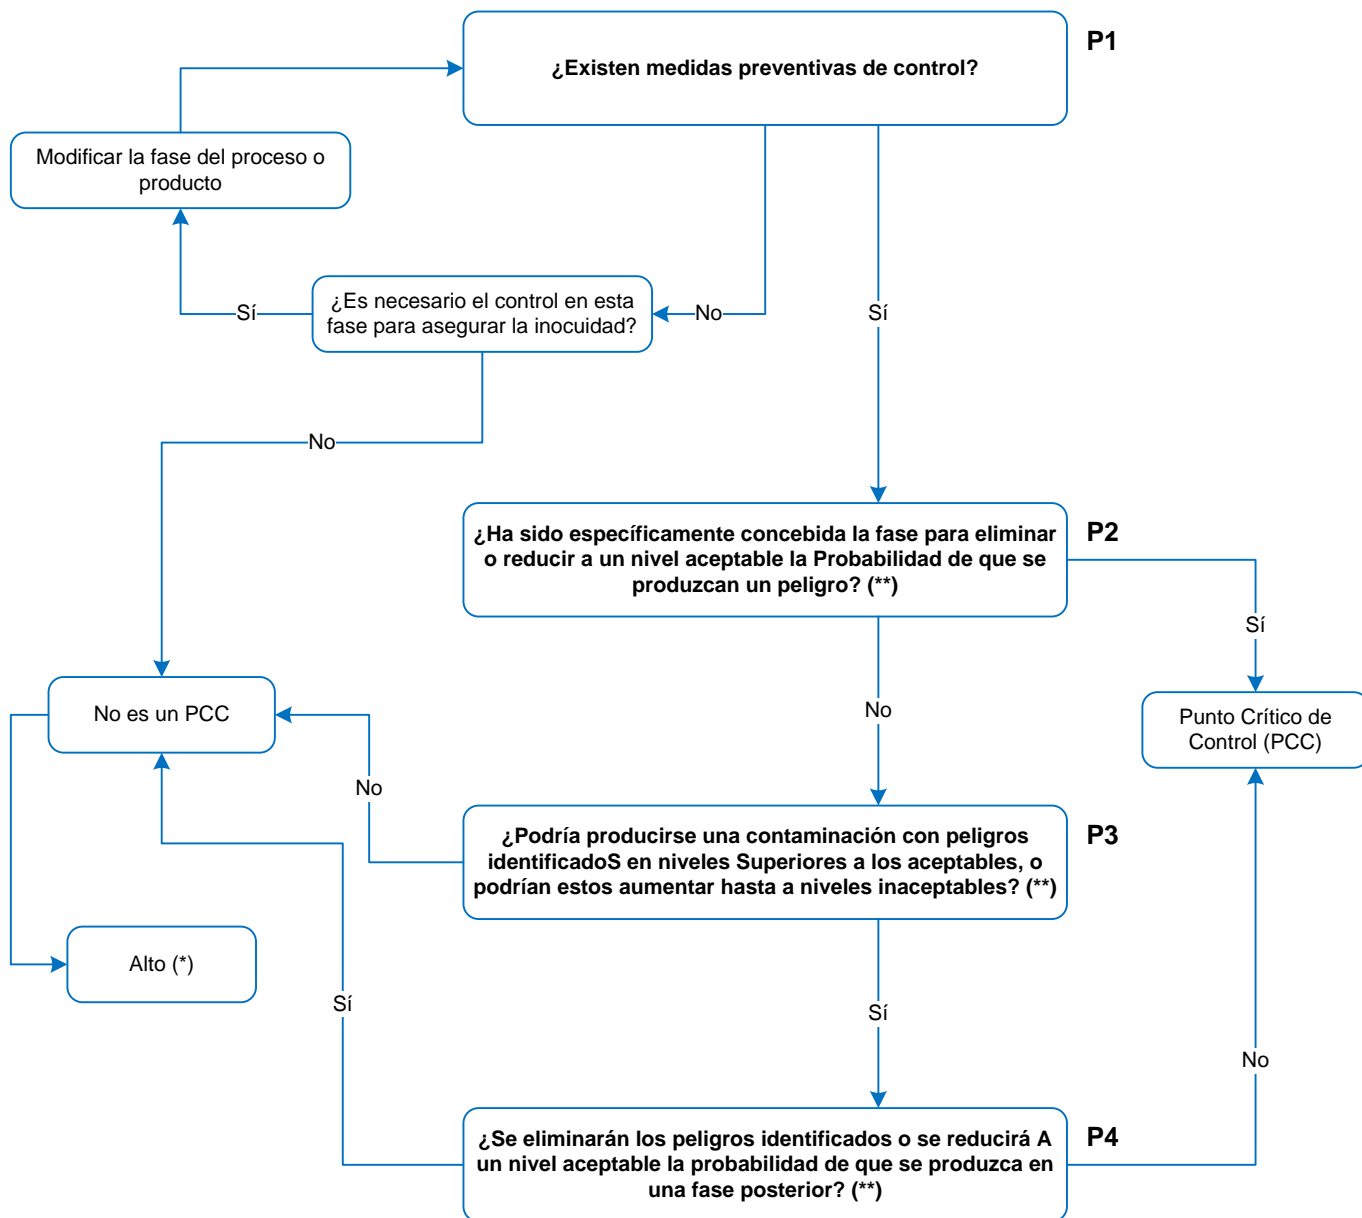 P1
¿Existen medidas preventivas de control?
Modificar la fase del proceso o
producto
¿Es necesario el control en esta
fase para asegurar la inocuidad?
Sí
No
Sí
No
¿Ha sido específicamente concebida la fase para eliminar
o reducir a un nivel aceptable la Probabilidad de que se
produzcan un peligro? (**)
P2
Sí
No es un PCC
No
Punto Crítico de
Control (PCC)
No
¿Podría producirse una contaminación con peligros
identificadoS en niveles Superiores a los aceptables, o
podrían estos aumentar hasta a niveles inaceptables? (**)
P3
Alto (*)
Sí
Sí
No
¿Se eliminarán los peligros identificados o se reducirá A
un nivel aceptable la probabilidad de que se produzca en
una fase posterior? (**)
P4